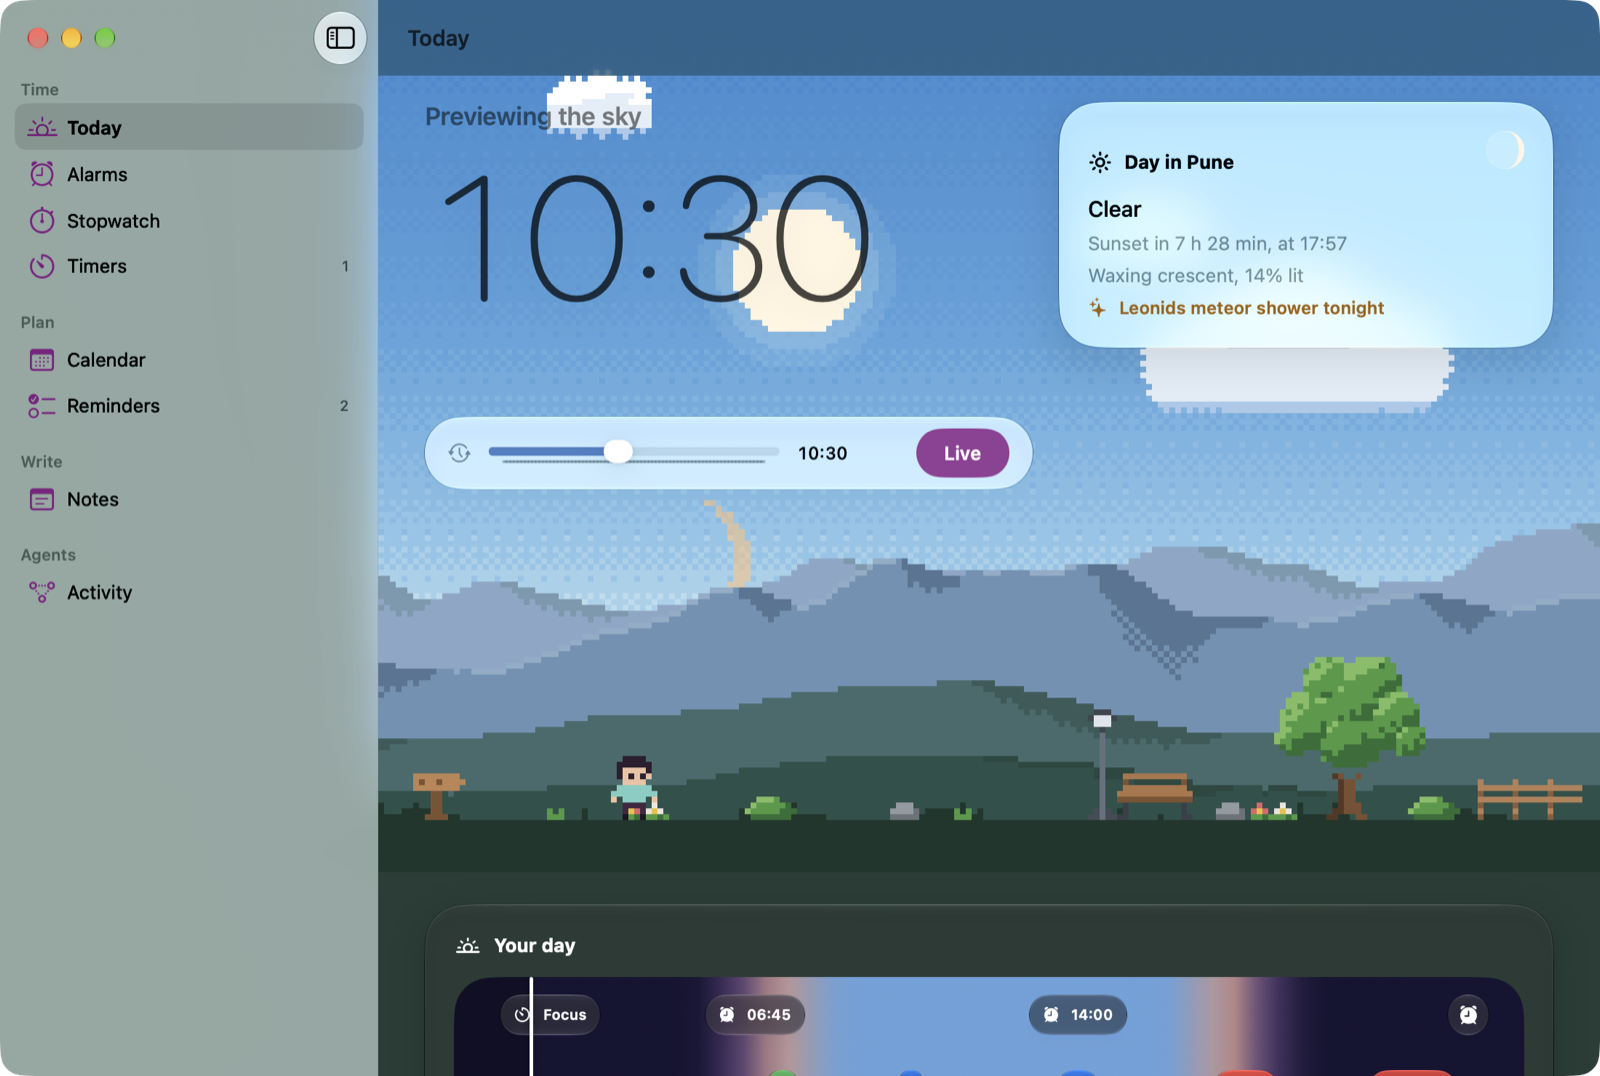 Today
Time
Today
Alarms
Stopwatch
Timers 1
Plan
Calendar
Reminders 2
Write
Notes
Agents
Activity
Previewing the sky
10:30
Day in Pune
Clear
Sunset in 7 h 28 min, at 17:57
Waxing crescent, 14% lit
Leonids meteor shower tonight
10:30 Live
Your day
Focus 06:45 14:00